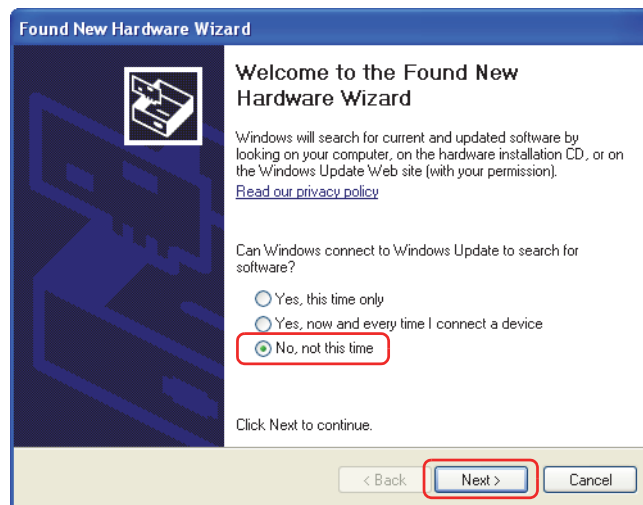 Found New Hardware Wizard
Welcome to the Found New
Hardware Wizard
Windows will search for current and updated software by
looking on your computer, on the hardware installation CD, or on
the Windows Update Web site (with your permission).
Read our privacy policy
Can Windows connect to Windows Update to search for
software?
Yes, this time only
Yes, now and every time I connect a device
No, not this time
Click Next to continue.
< Back Next > Cancel